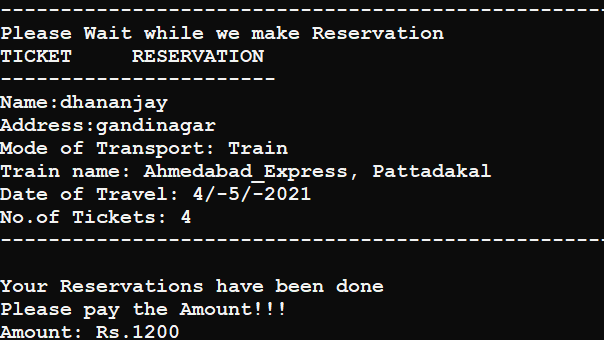 ------------------------------------------------------
Please Wait while we make Reservation
TICKET     RESERVATION
-----------------------
Name:dhananjay
Address:gandinagar
Mode of Transport: Train
Train name: Ahmedabad_Express, Pattadakal
Date of Travel: 4/-5/-2021
No.of Tickets: 4
------------------------------------------------------
Your Reservations have been done
Please pay the Amount!!!
Amount: Rs.1200